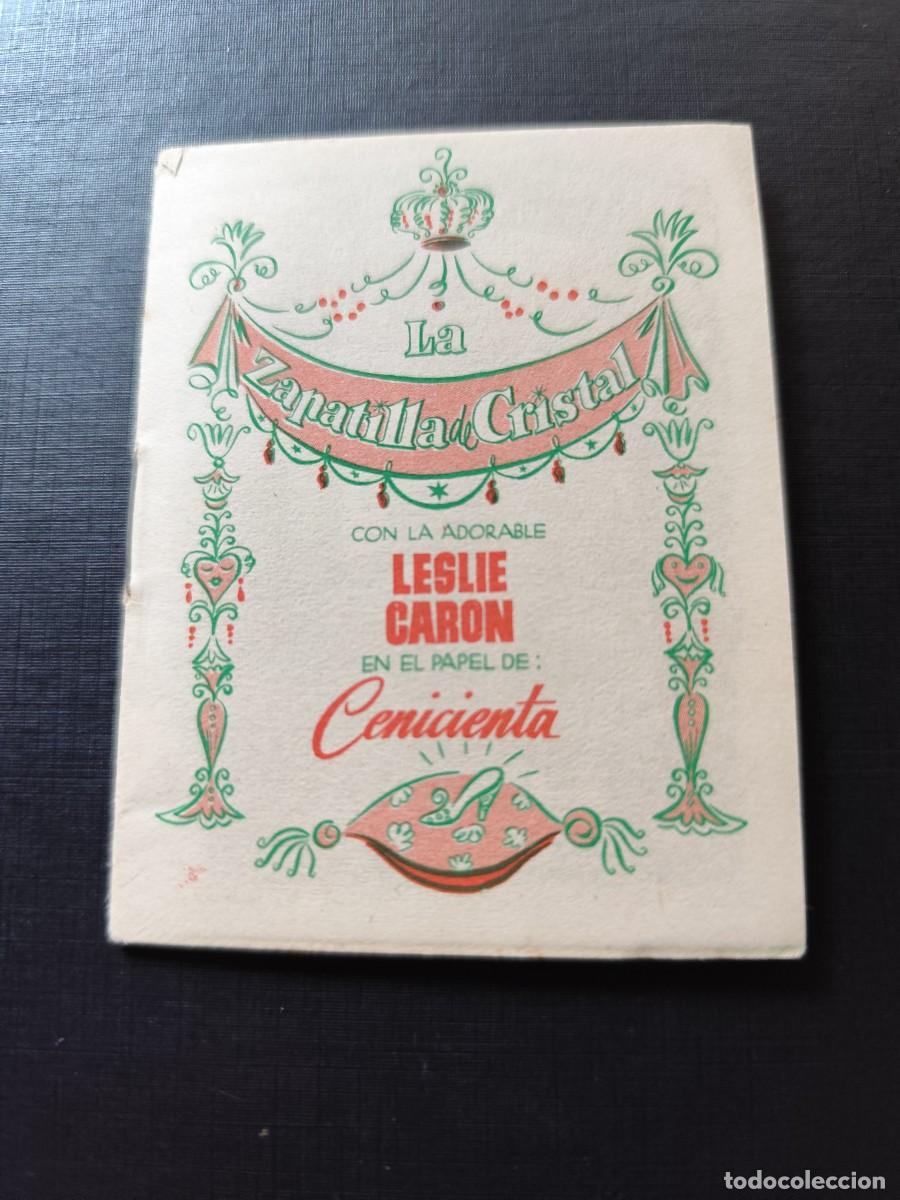 La
Zapatilla de Cristal
CON LA ADORABLE
LESLIE
CARON
EN EL PAPEL DE:
Cenicienta
todocoleccion